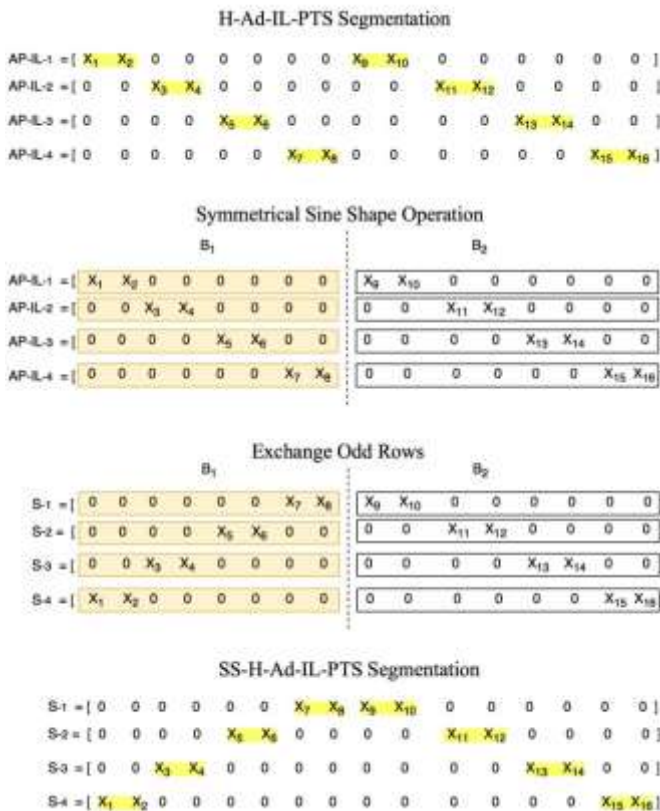 H-Ad-IL-PTS Segmentation
AP-IL-1 = [ X1 X2 0 0 0 0 0 0 X9 X10 0 0 0 0 0 0 ]
AP-IL-2 = [ 0 0 X3 X4 0 0 0 0 0 0 X11 X12 0 0 0 0 ]
AP-IL-3 = [ 0 0 0 0 X5 X6 0 0 0 0 0 0 X13 X14 0 0 ]
AP-IL-4 = [ 0 0 0 0 0 0 X7 X8 0 0 0 0 0 0 X15 X16 ]
Symmetrical Sine Shape Operation
B1 B2
AP-IL-1 = [ X1 X2 0 0 0 0 0 0 X9 X10 0 0 0 0 0 0
AP-IL-2 = [ 0 0 X3 X4 0 0 0 0 0 0 X11 X12 0 0 0 0
AP-IL-3 = [ 0 0 0 0 X5 X6 0 0 0 0 0 0 X13 X14 0 0
AP-IL-4 = [ 0 0 0 0 0 0 X7 X8 0 0 0 0 0 0 X15 X16
Exchange Odd Rows
B1 B2
S-1 = [ 0 0 0 0 0 0 X7 X8 X9 X10 0 0 0 0 0 0
S-2 = [ 0 0 0 0 X5 X6 0 0 0 0 X11 X12 0 0 0 0
S-3 = [ 0 0 X3 X4 0 0 0 0 0 0 0 0 X13 X14 0 0
S-4 = [ X1 X2 0 0 0 0 0 0 0 0 0 0 0 0 X15 X16
SS-H-Ad-IL-PTS Segmentation
S-1 = [ 0 0 0 0 0 0 X7 X8 X9 X10 0 0 0 0 0 0 ]
S-2 = [ 0 0 0 0 X5 X6 0 0 0 0 X11 X12 0 0 0 0 ]
S-3 = [ 0 0 X3 X4 0 0 0 0 0 0 0 0 X13 X14 0 0 ]
S-4 = [ X1 X2 0 0 0 0 0 0 0 0 0 0 0 0 X15 X16 ]